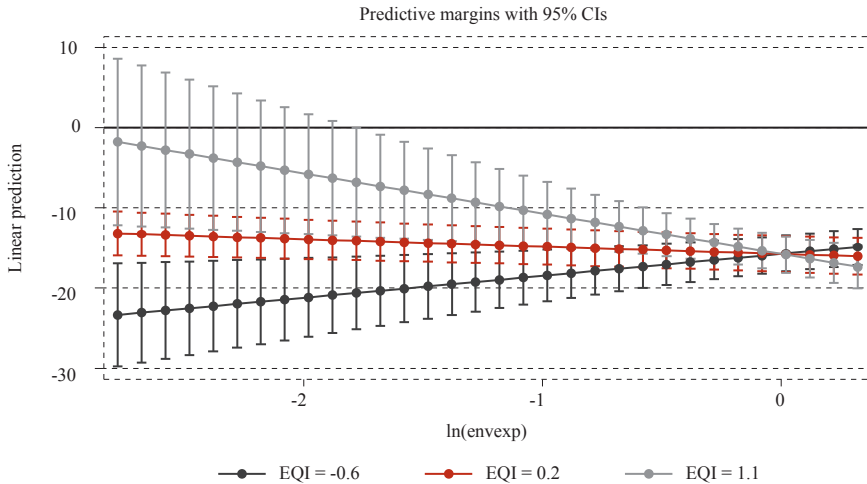 Predictive margins with 95% CIs
10
0
-10
-20
-30
Linear prediction
-2
-1
0
ln(envexp)
EQI = -0.6
EQI = 0.2
EQI = 1.1